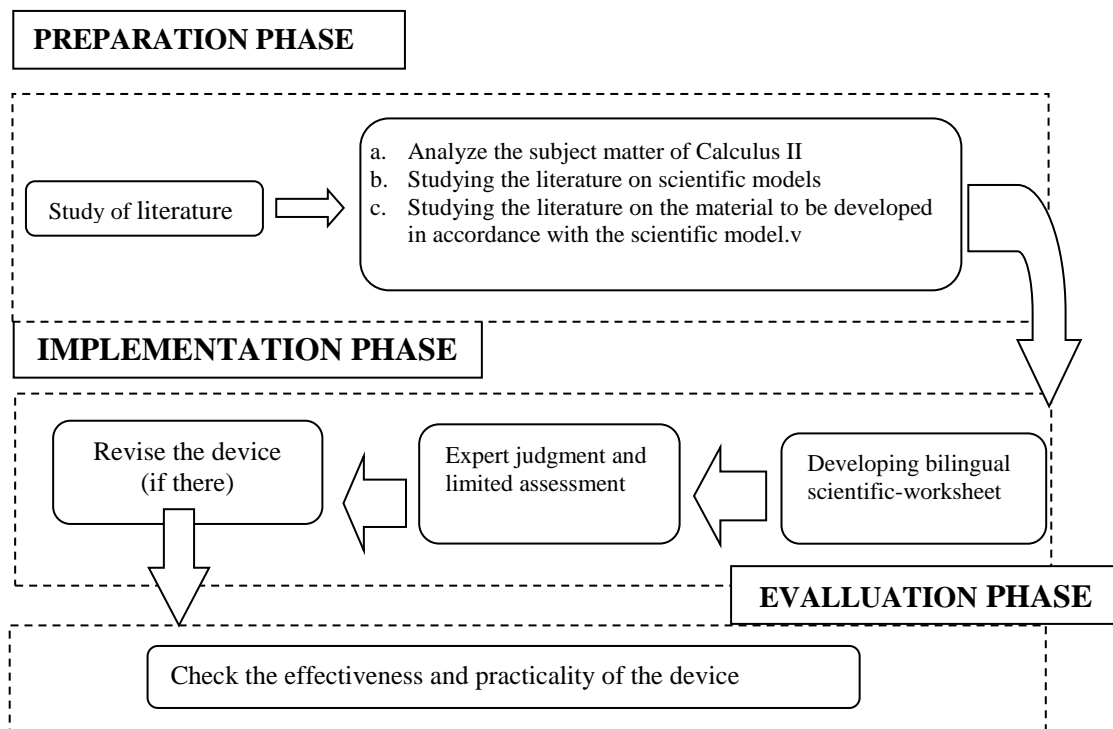 PREPARATION PHASE
Study of literature
a. Analyze the subject matter of Calculus II
b. Studying the literature on scientific models
c. Studying the literature on the material to be developed
in accordance with the scientific model.v
IMPLEMENTATION PHASE
Developing bilingual
scientific-worksheet
Expert judgment and
limited assessment
Revise the device
(if there)
EVALLUATION PHASE
Check the effectiveness and practicality of the device